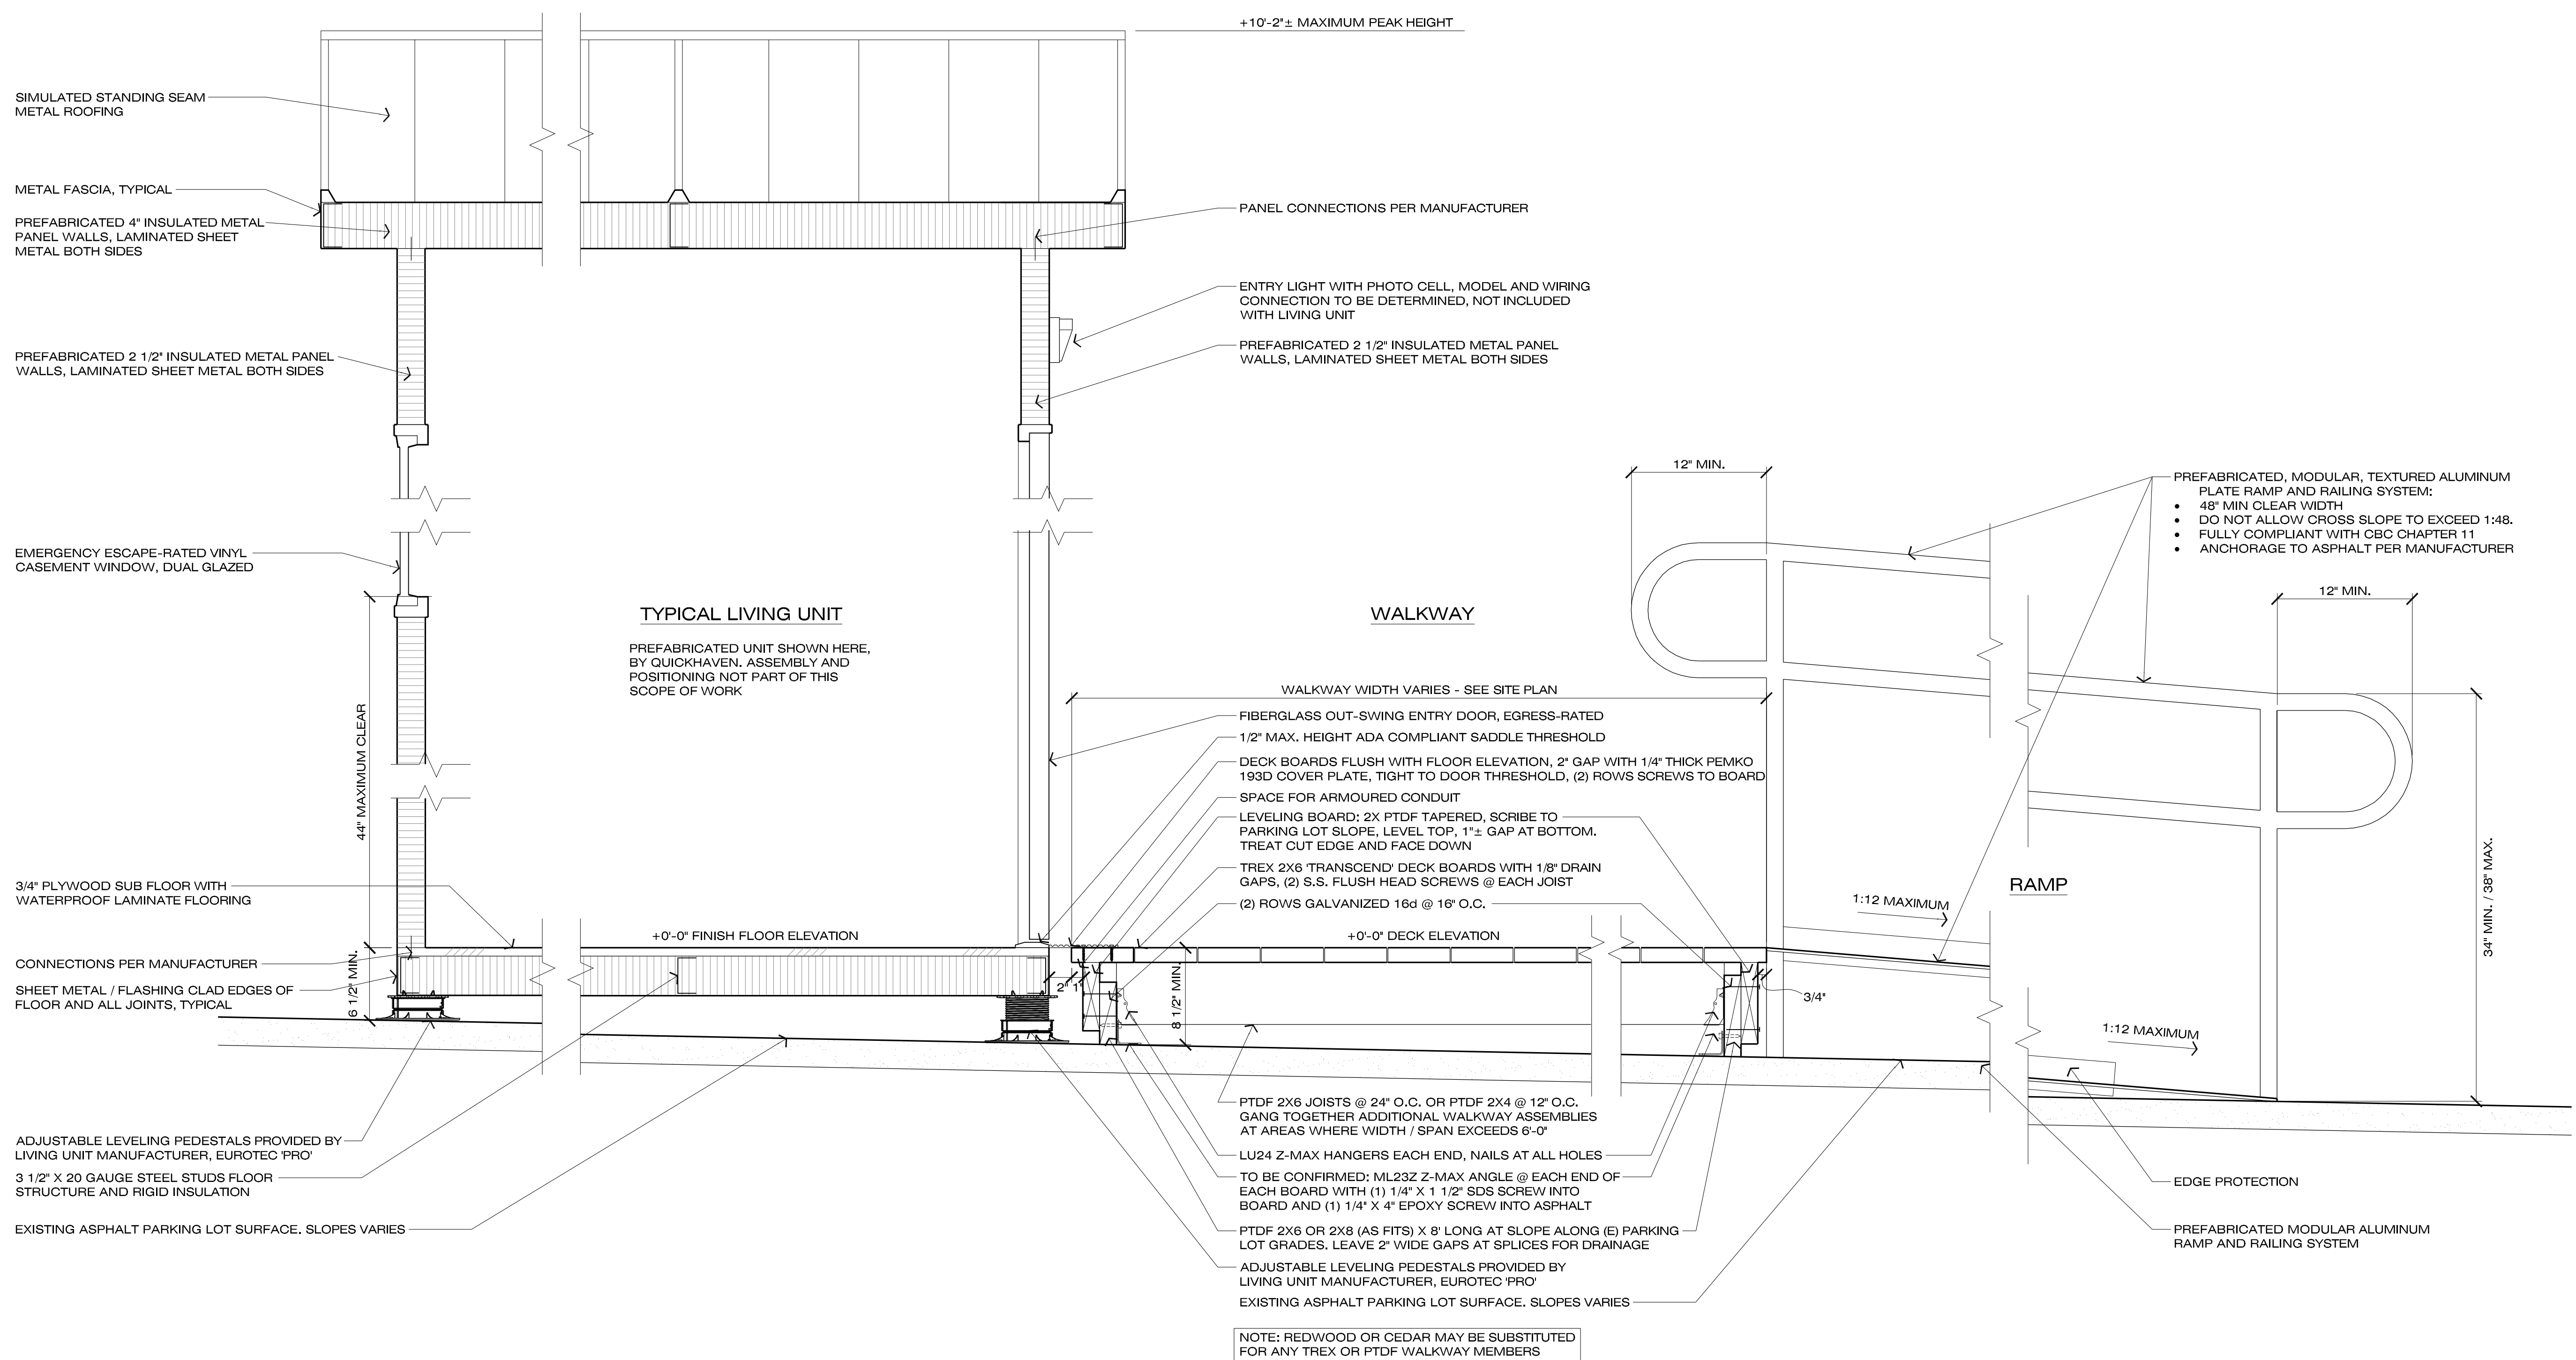 +10'-2"± MAXIMUM PEAK HEIGHT
SIMULATED STANDING SEAM
METAL ROOFING
METAL FASCIA, TYPICAL
PREFABRICATED 4" INSULATED METAL
PANEL WALLS, LAMINATED SHEET
METAL BOTH SIDES
PREFABRICATED 2 1/2" INSULATED METAL PANEL
WALLS, LAMINATED SHEET METAL BOTH SIDES
EMERGENCY ESCAPE-RATED VINYL
CASEMENT WINDOW, DUAL GLAZED
44" MAXIMUM CLEAR
3/4" PLYWOOD SUB FLOOR WITH
WATERPROOF LAMINATE FLOORING
CONNECTIONS PER MANUFACTURER
SHEET METAL / FLASHING CLAD EDGES OF
FLOOR AND ALL JOINTS, TYPICAL
6 1/2" MIN.
ADJUSTABLE LEVELING PEDESTALS PROVIDED BY
LIVING UNIT MANUFACTURER, EUROTEC 'PRO'
3 1/2" X 20 GAUGE STEEL STUDS FLOOR
STRUCTURE AND RIGID INSULATION
EXISTING ASPHALT PARKING LOT SURFACE. SLOPES VARIES
TYPICAL LIVING UNIT
PREFABRICATED UNIT SHOWN HERE,
BY QUICKHAVEN. ASSEMBLY AND
POSITIONING NOT PART OF THIS
SCOPE OF WORK
+0'-0" FINISH FLOOR ELEVATION
PANEL CONNECTIONS PER MANUFACTURER
ENTRY LIGHT WITH PHOTO CELL, MODEL AND WIRING
CONNECTION TO BE DETERMINED, NOT INCLUDED
WITH LIVING UNIT
PREFABRICATED 2 1/2" INSULATED METAL PANEL
WALLS, LAMINATED SHEET METAL BOTH SIDES
WALKWAY
WALKWAY WIDTH VARIES - SEE SITE PLAN
FIBERGLASS OUT-SWING ENTRY DOOR, EGRESS-RATED
1/2" MAX. HEIGHT ADA COMPLIANT SADDLE THRESHOLD
DECK BOARDS FLUSH WITH FLOOR ELEVATION, 2" GAP WITH 1/4" THICK PEMKO
193D COVER PLATE, TIGHT TO DOOR THRESHOLD, (2) ROWS SCREWS TO BOARD
SPACE FOR ARMOURED CONDUIT
LEVELING BOARD: 2X PTDF TAPERED, SCRIBE TO
PARKING LOT SLOPE, LEVEL TOP, 1"± GAP AT BOTTOM.
TREAT CUT EDGE AND FACE DOWN
TREX 2X6 'TRANSCEND' DECK BOARDS WITH 1/8" DRAIN
GAPS, (2) S.S. FLUSH HEAD SCREWS @ EACH JOIST
(2) ROWS GALVANIZED 16d @ 16" O.C.
+0'-0" DECK ELEVATION
2"
1"
8 1/2" MIN.
3/4"
PTDF 2X6 JOISTS @ 24" O.C. OR PTDF 2X4 @ 12" O.C.
GANG TOGETHER ADDITIONAL WALKWAY ASSEMBLIES
AT AREAS WHERE WIDTH / SPAN EXCEEDS 6'-0"
LU24 Z-MAX HANGERS EACH END, NAILS AT ALL HOLES
TO BE CONFIRMED: ML23Z Z-MAX ANGLE @ EACH END OF
EACH BOARD WITH (1) 1/4" X 1 1/2" SDS SCREW INTO
BOARD AND (1) 1/4" X 4" EPOXY SCREW INTO ASPHALT
PTDF 2X6 OR 2X8 (AS FITS) X 8' LONG AT SLOPE ALONG (E) PARKING
LOT GRADES. LEAVE 2" WIDE GAPS AT SPLICES FOR DRAINAGE
ADJUSTABLE LEVELING PEDESTALS PROVIDED BY
LIVING UNIT MANUFACTURER, EUROTEC 'PRO'
EXISTING ASPHALT PARKING LOT SURFACE. SLOPES VARIES
NOTE: REDWOOD OR CEDAR MAY BE SUBSTITUTED
FOR ANY TREX OR PTDF WALKWAY MEMBERS
12" MIN.
PREFABRICATED, MODULAR, TEXTURED ALUMINUM
PLATE RAMP AND RAILING SYSTEM:
• 48" MIN CLEAR WIDTH
• DO NOT ALLOW CROSS SLOPE TO EXCEED 1:48.
• FULLY COMPLIANT WITH CBC CHAPTER 11
• ANCHORAGE TO ASPHALT PER MANUFACTURER
12" MIN.
RAMP
1:12 MAXIMUM
34" MIN. / 38" MAX.
1:12 MAXIMUM
EDGE PROTECTION
PREFABRICATED MODULAR ALUMINUM
RAMP AND RAILING SYSTEM